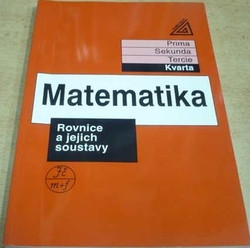 Prima
Sekunda
Tercie
Kvarta
Matematika
Rovnice
a jejich
soustavy
m+f